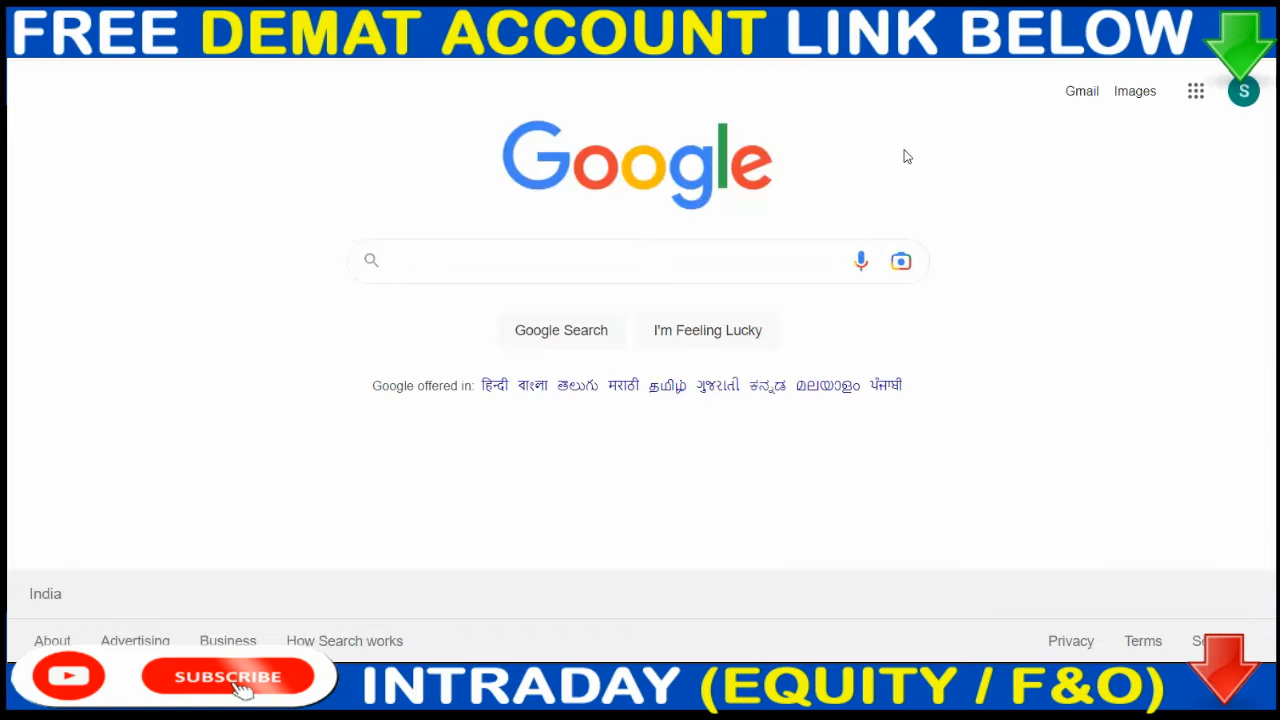 FREE DEMAT ACCOUNT LINK BELOW
Gmail Images S
Google
Google Search I'm Feeling Lucky
Google offered in: हिन्दी বাংলা తెలుగు मराठी தமிழ் ગુજરાતી ಕನ್ನಡ മലയാളം ਪੰਜਾਬੀ
India
About Advertising Business How Search works Privacy Terms
SUBSCRIBE
INTRADAY (EQUITY / F&O)